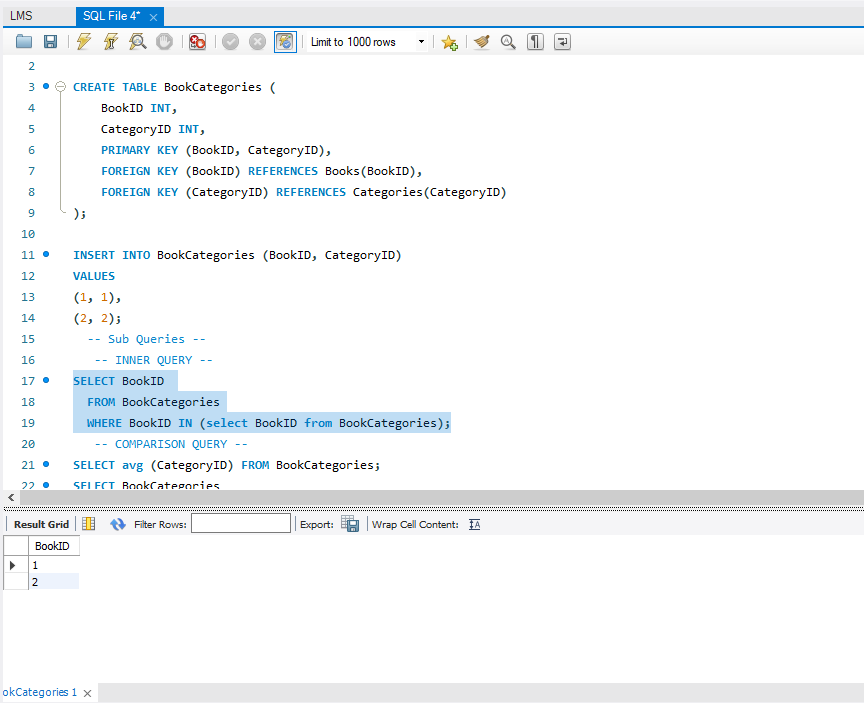 LMS
SQL File 4*
Limit to 1000 rows
2
3 CREATE TABLE BookCategories (
4 BookID INT,
5 CategoryID INT,
6 PRIMARY KEY (BookID, CategoryID),
7 FOREIGN KEY (BookID) REFERENCES Books(BookID),
8 FOREIGN KEY (CategoryID) REFERENCES Categories(CategoryID)
9 );
10
11 INSERT INTO BookCategories (BookID, CategoryID)
12 VALUES
13 (1, 1),
14 (2, 2);
15 -- Sub Queries --
16 -- INNER QUERY --
17 SELECT BookID
18 FROM BookCategories
19 WHERE BookID IN (select BookID from BookCategories);
20 -- COMPARISON QUERY --
21 SELECT avg (CategoryID) FROM BookCategories;
22 SELECT BookCategories
Result Grid Filter Rows: Export: Wrap Cell Content: IA
BookID
1
2
okCategories 1